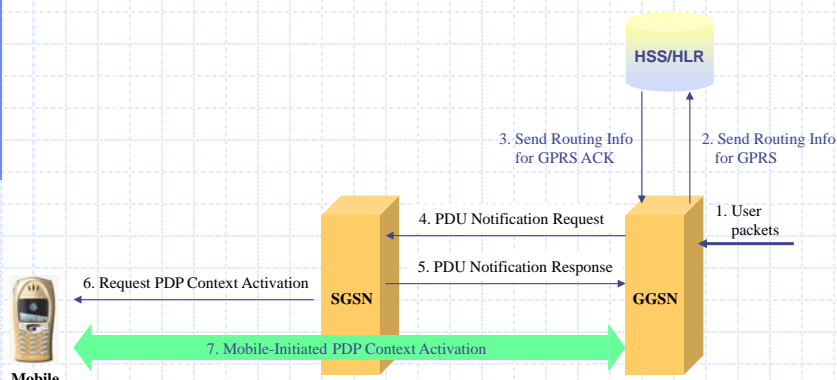 HSS/HLR
3. Send Routing Info
for GPRS ACK
2. Send Routing Info
for GPRS
1. User
packets
4. PDU Notification Request
5. PDU Notification Response
6. Request PDP Context Activation
SGSN
GGSN
7. Mobile-Initiated PDP Context Activation
Mobile